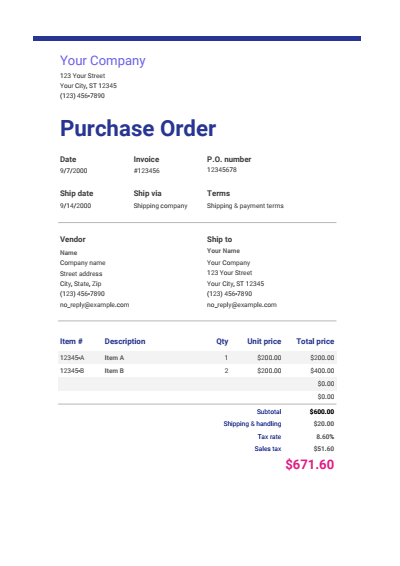 Your Company
123 Your Street
Your City, ST 12345
(123) 456-7890
Purchase Order
Date Invoice P.O. number
9/7/2000 #123456 12345678
Ship date Ship via Terms
9/14/2000 Shipping company Shipping & payment terms
Vendor Ship to
Name Your Name
Company name Your Company
Street address 123 Your Street
City, State, Zip Your City, ST 12345
(123) 456-7890 (123) 456-7890
no_reply@example.com no_reply@example.com
Item # Description Qty Unit price Total price
12345-A Item A 1 $200.00 $200.00
12345-B Item B 2 $200.00 $400.00
$0.00
$0.00
Subtotal $600.00
Shipping & handling $20.00
Tax rate 8.60%
Sales tax $51.60
$671.60